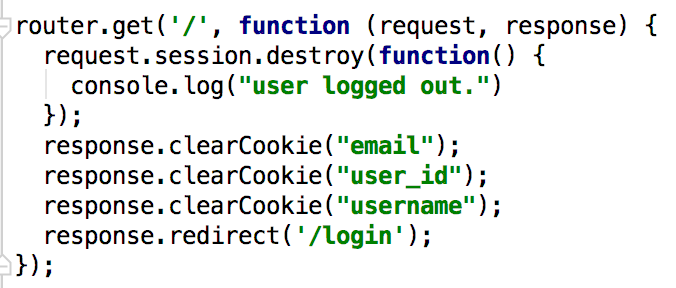 router.get('/', function (request, response) {
  request.session.destroy(function() {
    console.log("user logged out.")
  });
  response.clearCookie("email");
  response.clearCookie("user_id");
  response.clearCookie("username");
  response.redirect('/login');
});